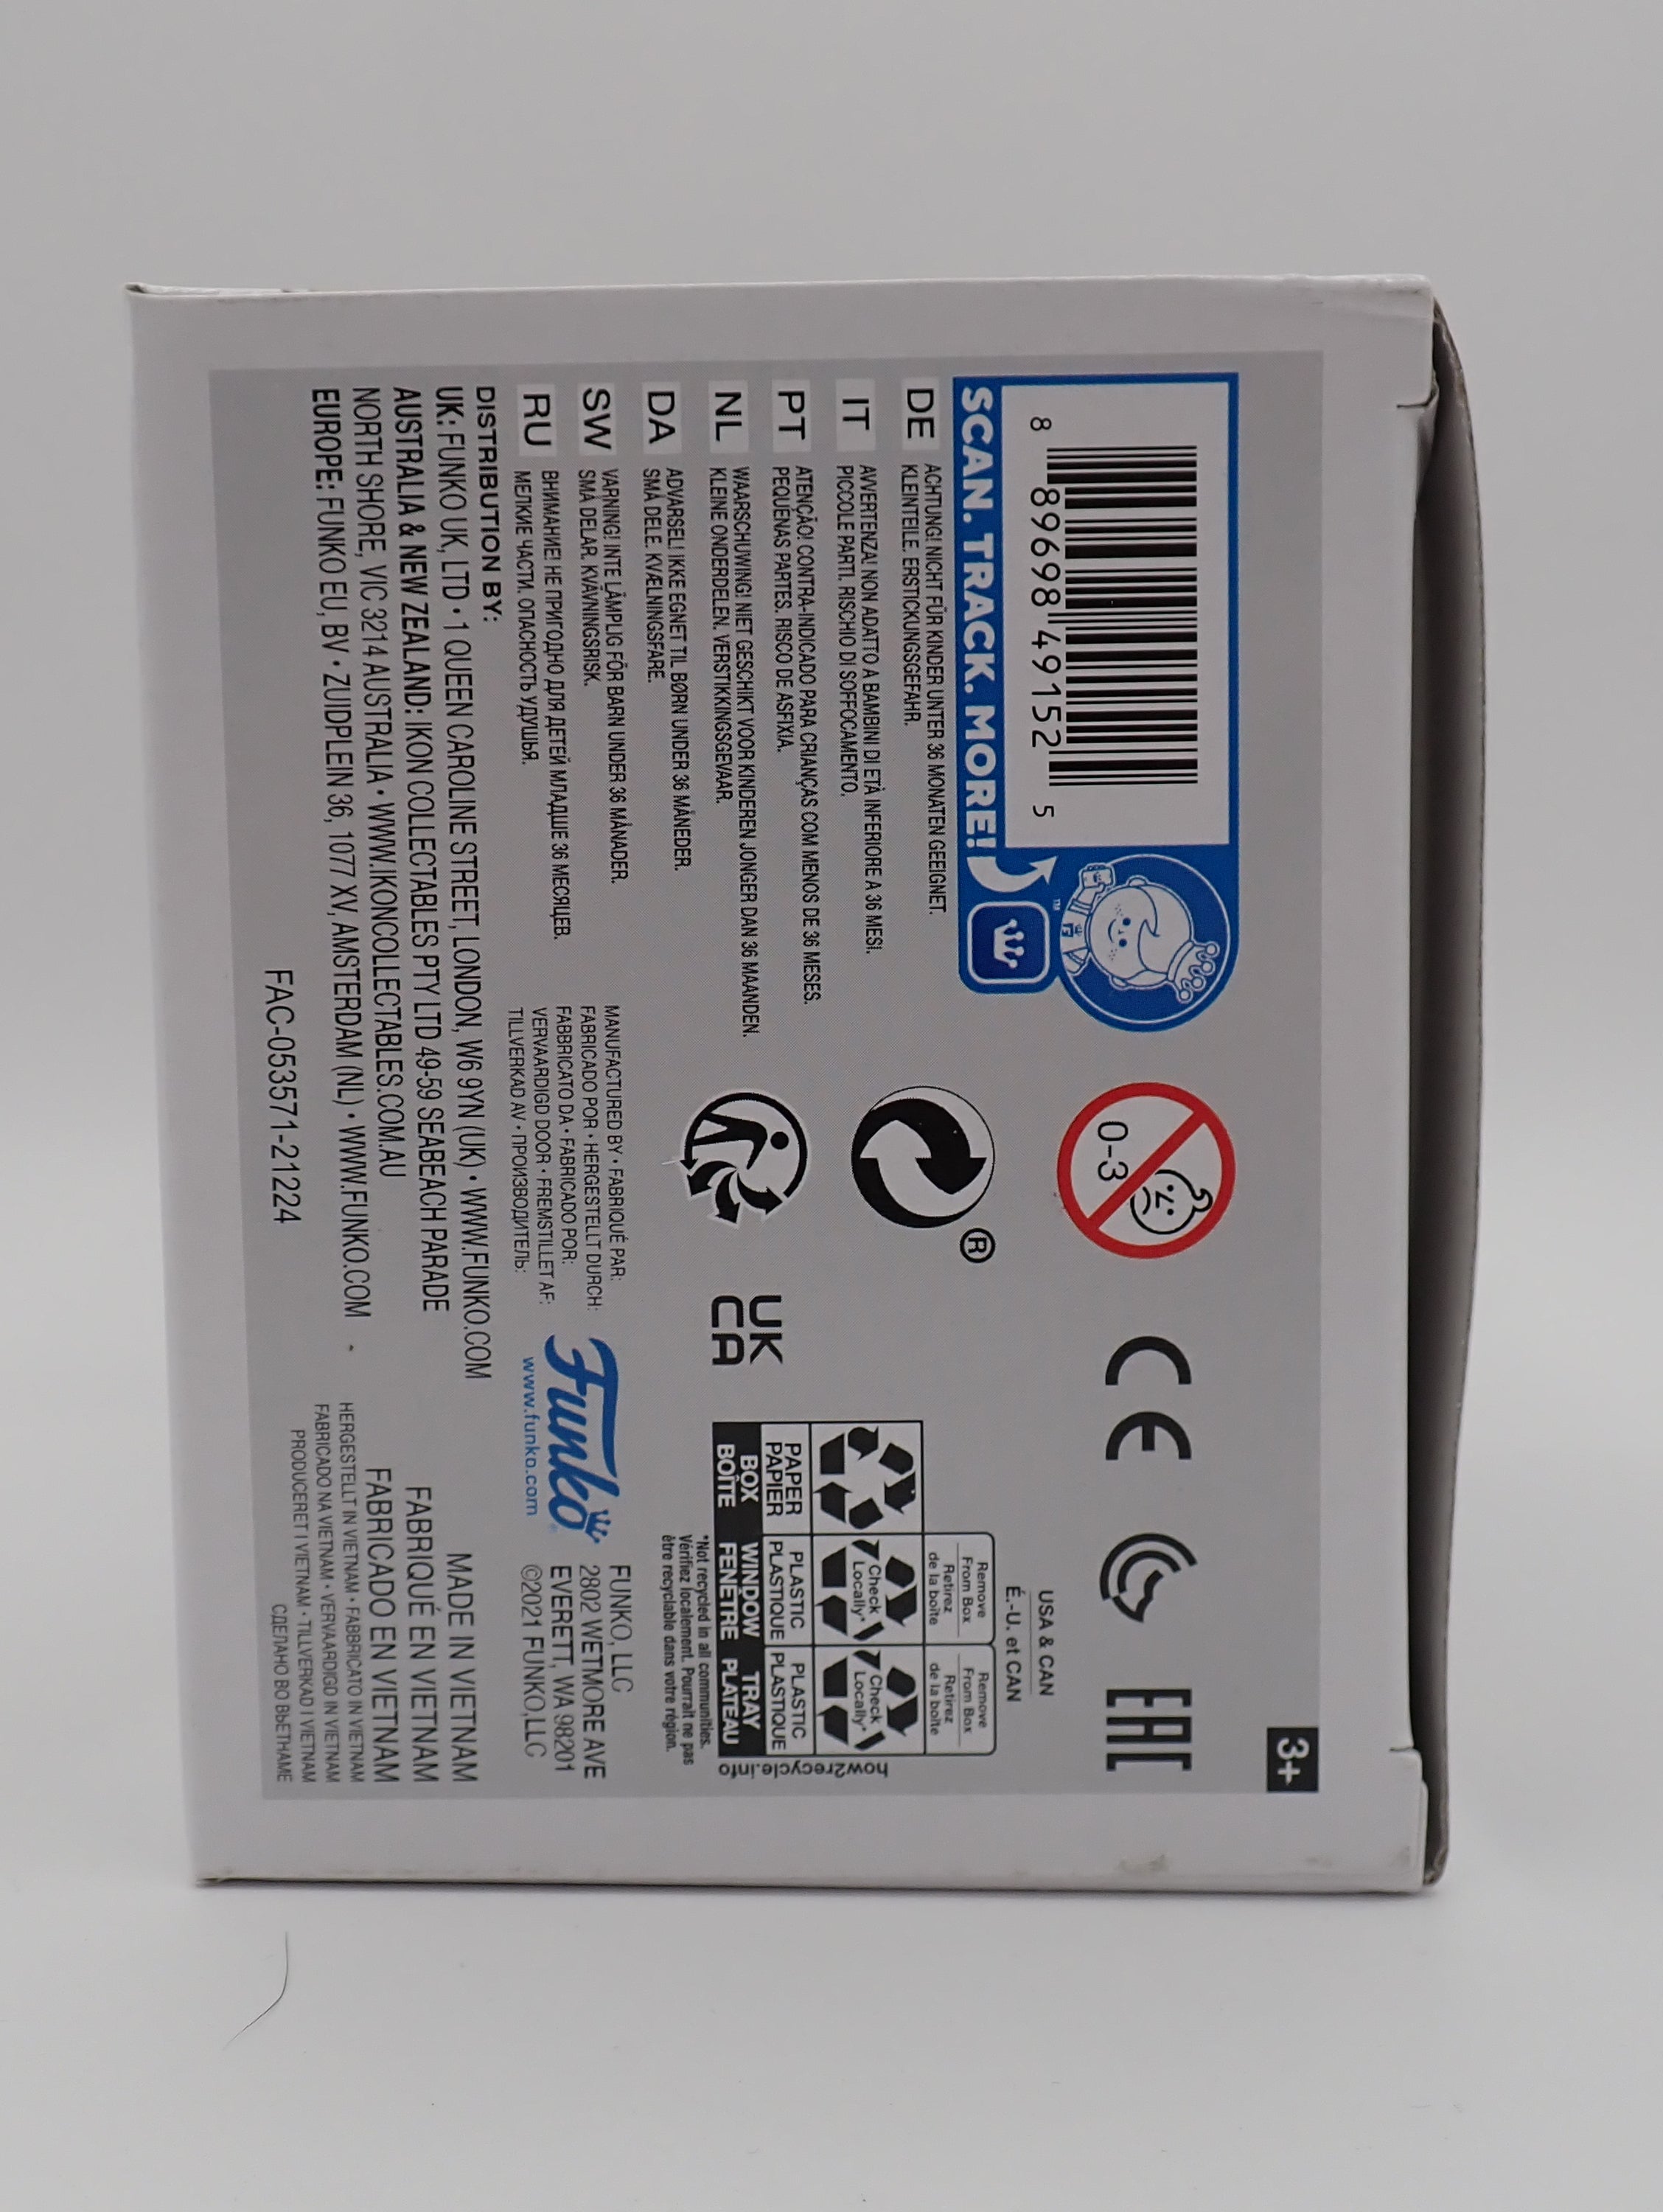 3+
8 89698 49152 5
SCAN. TRACK. MORE!
™
0-3
USA & CAN
É.-U. et CAN
Remove
From Box
Retirez
de la boîte
Remove
From Box
Retirez
de la boîte
Check
Locally*
Check
Locally*
PAPER
PAPIER
PLASTIC
PLASTIQUE
PLASTIC
PLASTIQUE
BOX
BOÎTE
WINDOW
FENÊTRE
TRAY
PLATEAU
how2recycle.info
*Not recycled in all communities.
Vérifiez localement. Pourrait ne pas
être recyclable dans votre région.
®
CE
EAC
UK
CA
DE ACHTUNG! NICHT FÜR KINDER UNTER 36 MONATEN GEEIGNET.
KLEINTEILE. ERSTICKUNGSGEFAHR.
IT AVVERTENZA! NON ADATTO A BAMBINI DI ETÀ INFERIORE A 36 MESI.
PICCOLE PARTI. RISCHIO DI SOFFOCAMENTO.
PT ATENÇÃO! CONTRA-INDICADO PARA CRIANÇAS COM MENOS DE 36 MESES.
PEQUENAS PARTES. RISCO DE ASFIXIA.
NL WAARSCHUWING! NIET GESCHIKT VOOR KINDEREN JONGER DAN 36 MAANDEN.
KLEINE ONDERDELEN. VERSTIKKINGSGEVAAR.
DA ADVARSEL! IKKE EGNET TIL BØRN UNDER 36 MÅNEDER.
SMÅ DELE. KVÆLNINGSFARE.
SW VARNING! INTE LÄMPLIG FÖR BARN UNDER 36 MÅNADER.
SMÅ DELAR. KVÄVNINGSRISK.
RU ВНИМАНИЕ! НЕ ПРИГОДНО ДЛЯ ДЕТЕЙ МЛАДШЕ 36 МЕСЯЦЕВ.
МЕЛКИЕ ЧАСТИ. ОПАСНОСТЬ УДУШЬЯ.
MANUFACTURED BY • FABRIQUÉ PAR:
FABRICADO POR • HERGESTELLT DURCH:
FABBRICATO DA • FABRICADO POR:
VERVAARDIGD DOOR • FREMSTILLET AF:
TILLVERKAD AV • ПРОИЗВОДИТЕЛЬ:
Funko
www.funko.com
FUNKO, LLC
2802 WETMORE AVE
EVERETT, WA 98201
©2021 FUNKO,LLC
DISTRIBUTION BY:
UK: FUNKO UK, LTD • 1 QUEEN CAROLINE STREET, LONDON, W6 9YN (UK) • WWW.FUNKO.COM
AUSTRALIA & NEW ZEALAND: IKON COLLECTABLES PTY LTD 49-59 SEABEACH PARADE
NORTH SHORE, VIC 3214 AUSTRALIA • WWW.IKONCOLLECTABLES.COM.AU
EUROPE: FUNKO EU, BV • ZUIDPLEIN 36, 1077 XV, AMSTERDAM (NL) • WWW.FUNKO.COM
MADE IN VIETNAM
FABRIQUÉ EN VIETNAM
FABRICADO EN VIETNAM
HERGESTELLT IN VIETNAM • FABBRICATO IN VIETNAM
FABRICADO NA VIETNAM • VERVAARDIGD IN VIETNAM
PRODUCERET I VIETNAM • TILLVERKAD I VIETNAM
СДЕЛАНО ВО ВЬЕТНАМЕ
FAC-053571-21224